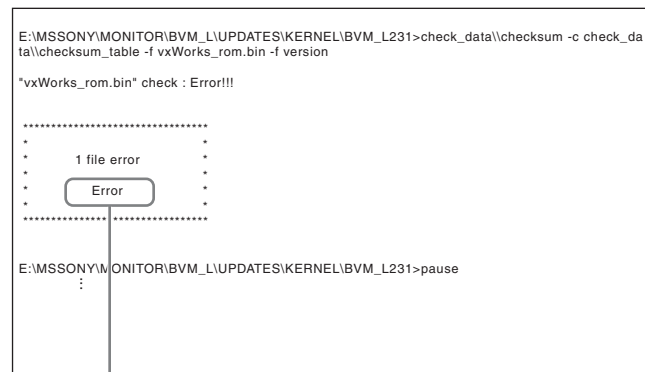 E:\MSSONY\MONITOR\BVM_L\UPDATES\KERNEL\BVM_L231>check_data\\checksum -c check_da
ta\\checksum_table -f vxWorks_rom.bin -f version
"vxWorks_rom.bin" check : Error!!!
*********************************
* *
* 1 file error *
* *
* Error *
* *
*********************************
E:\MSSONY\MONITOR\BVM_L\UPDATES\KERNEL\BVM_L231>pause
⋮